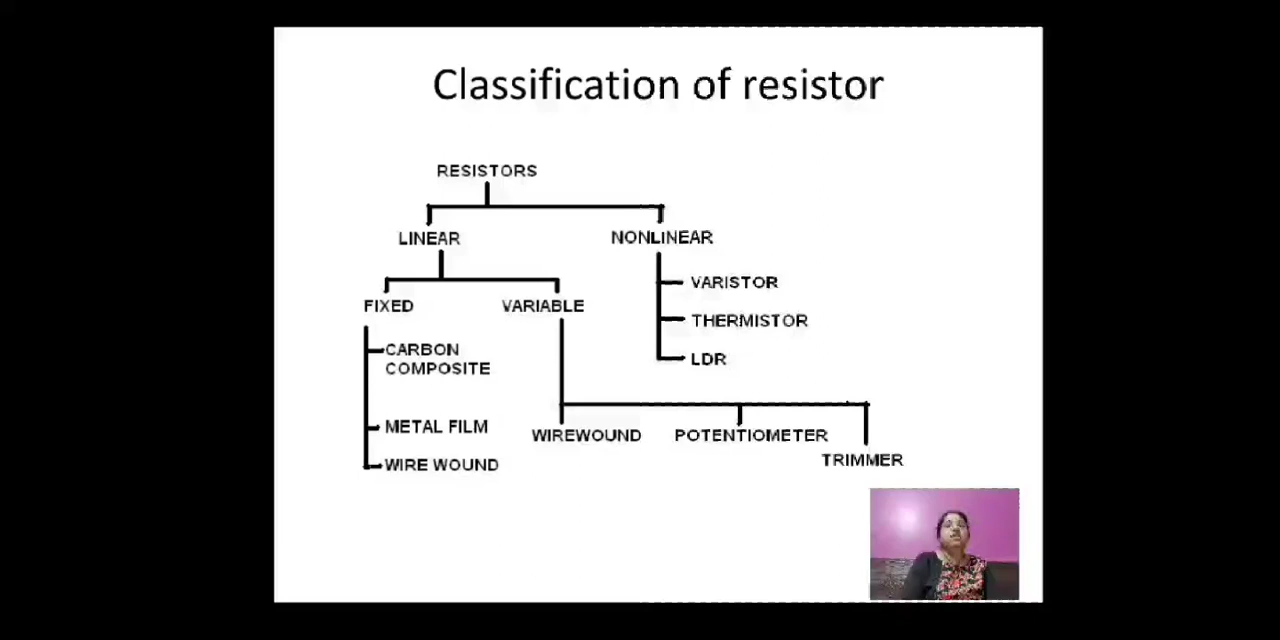 Classification of resistor
RESISTORS
LINEAR
NONLINEAR
VARISTOR
FIXED
VARIABLE
THERMISTOR
CARBON
COMPOSITE
LDR
METAL FILM
WIREWOUND
POTENTIOMETER
WIRE WOUND
TRIMMER